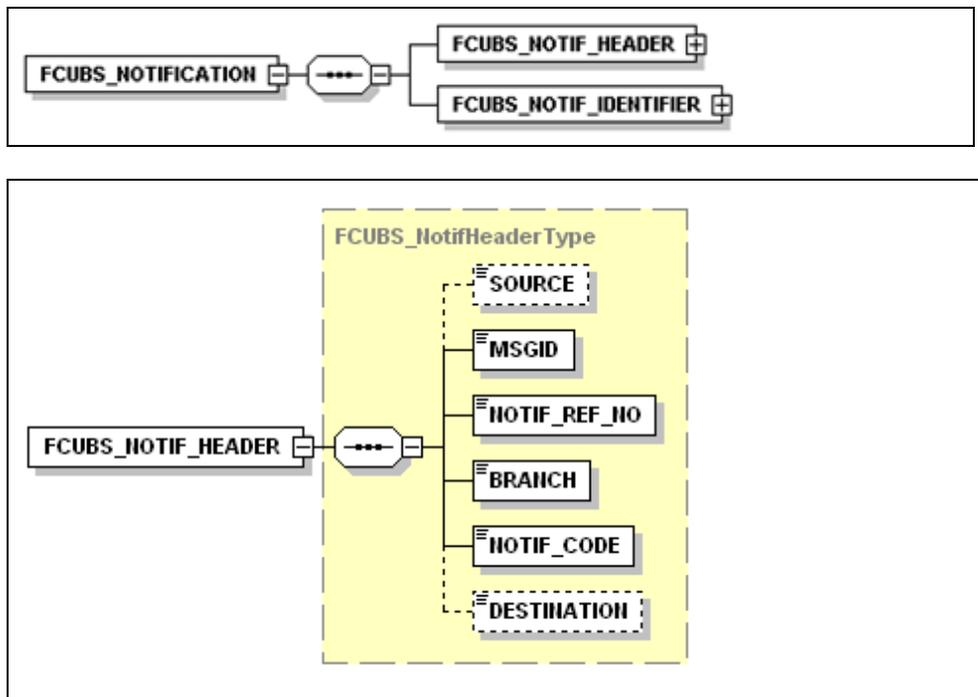 FCUBS_NOTIFICATION
FCUBS_NOTIF_HEADER
FCUBS_NOTIF_IDENTIFIER
FCUBS_NotifHeaderType
SOURCE
MSGID
NOTIF_REF_NO
FCUBS_NOTIF_HEADER
BRANCH
NOTIF_CODE
DESTINATION